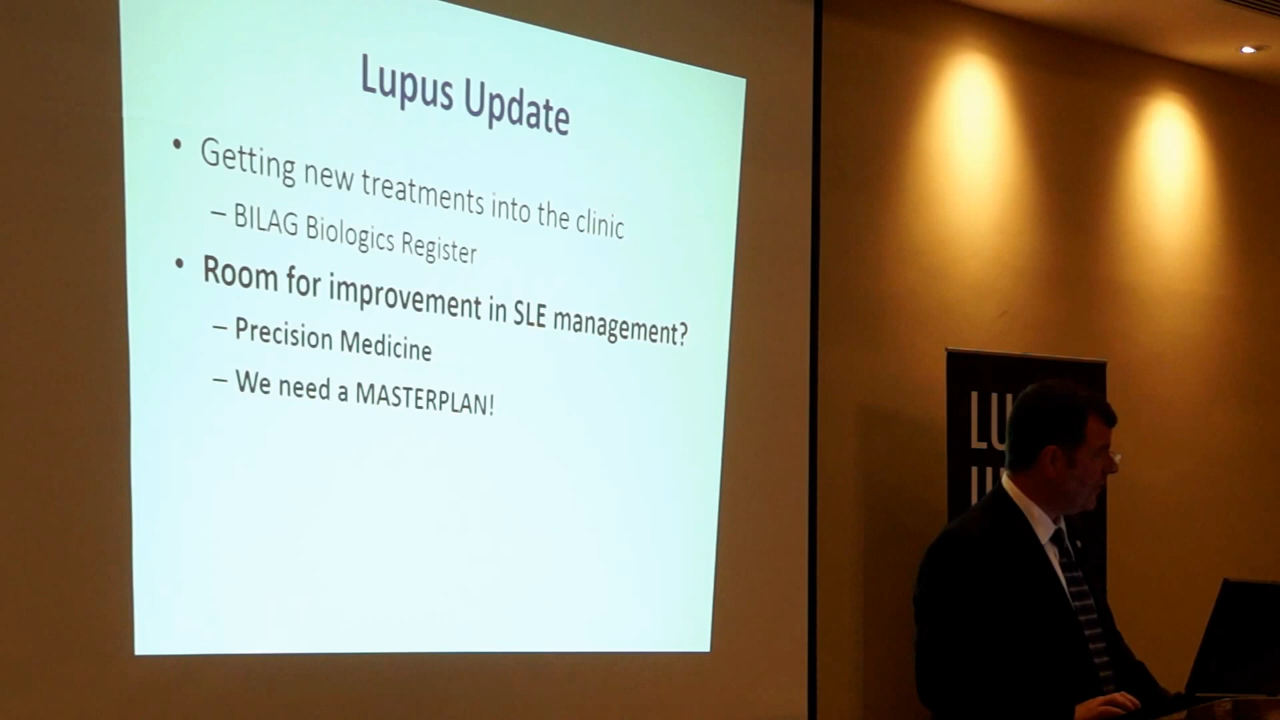 Lupus Update
• Getting new treatments into the clinic
– BILAG Biologics Register
• Room for improvement in SLE management?
– Precision Medicine
– We need a MASTERPLAN!